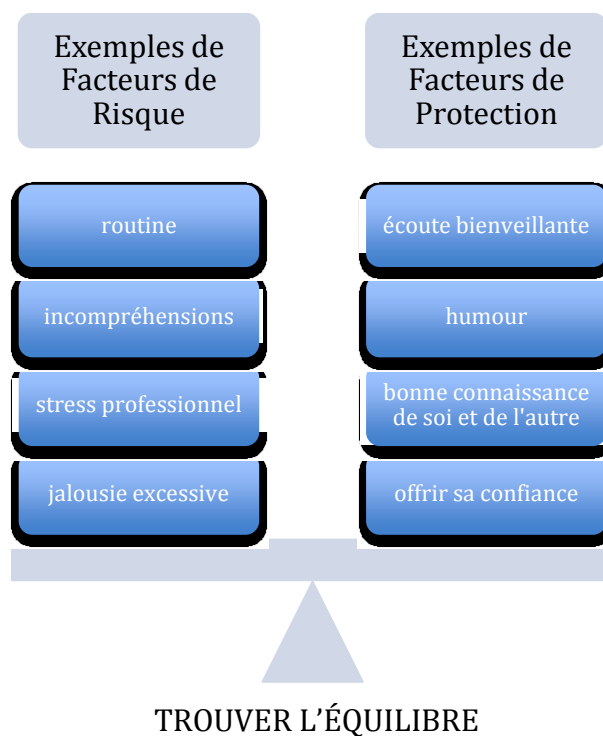 Exemples de
Facteurs de
Risque
routine
incompréhensions
stress professionnel
jalousie excessive
Exemples de
Facteurs de
Protection
écoute bienveillante
humour
bonne connaissance
de soi et de l'autre
offrir sa confiance
TROUVER L’ÉQUILIBRE